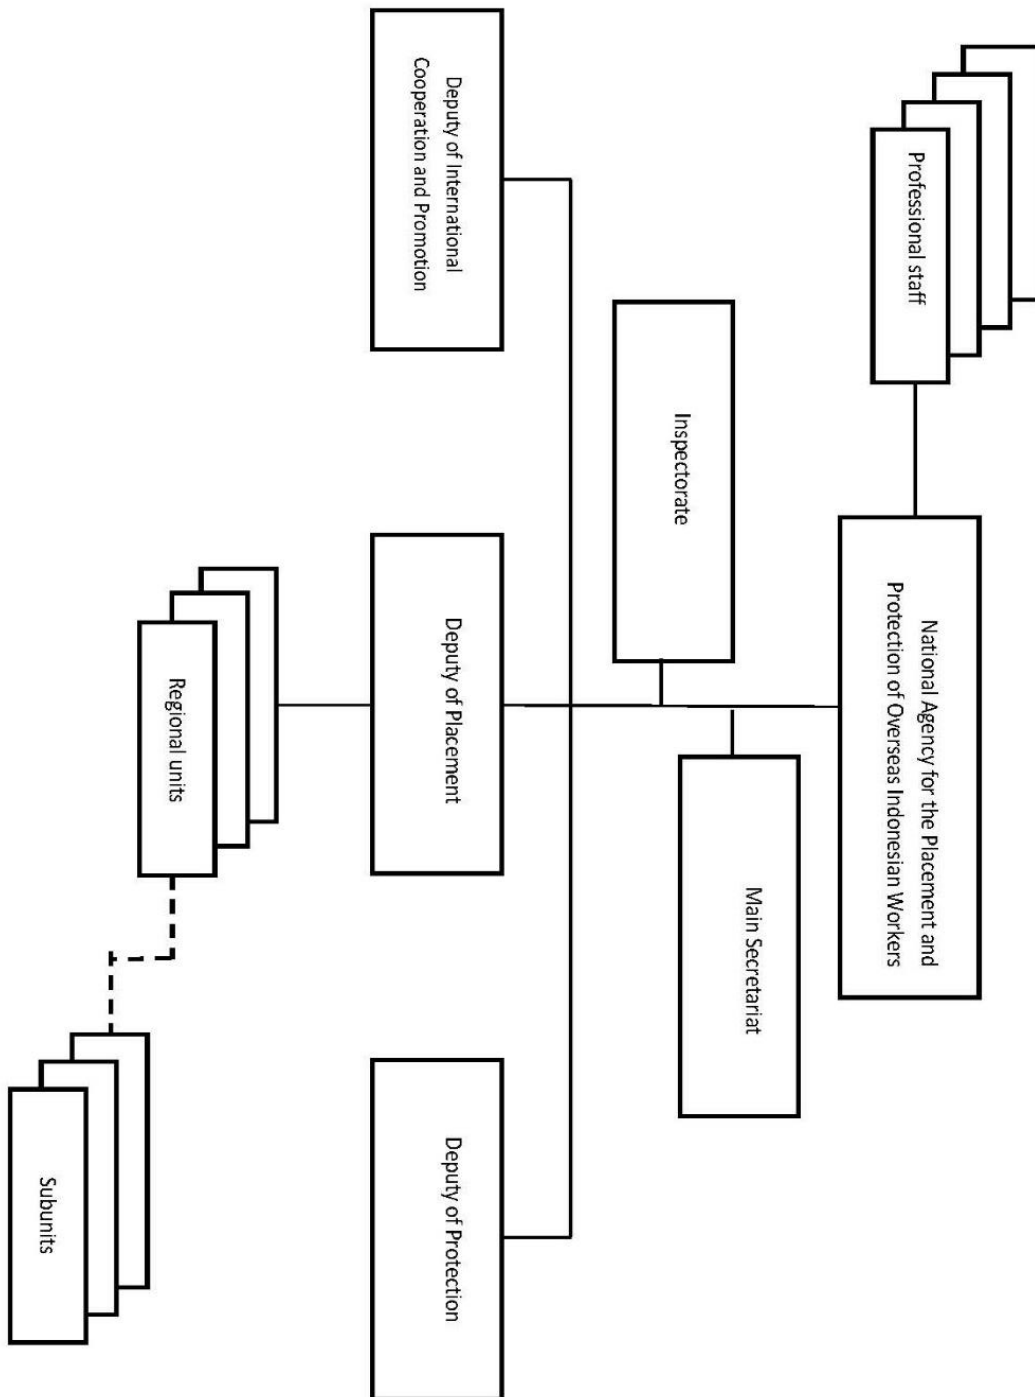 Professional staff
National Agency for the Placement and
Protection of Overseas Indonesian Workers
Inspectorate
Main Secretariat
Deputy of International
Cooperation and Promotion
Deputy of Placement
Deputy of Protection
Regional units
Subunits